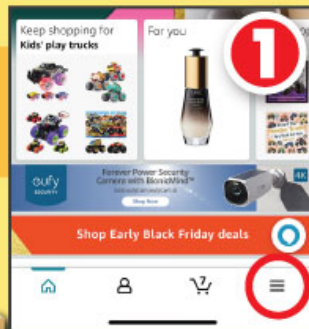 Keep shopping for
Kids' play trucks
For you
1
eufy
SECURITY
Forever Power Security
Camera with BionicMind™
Shop Now
4K
Shop Early Black Friday deals
7